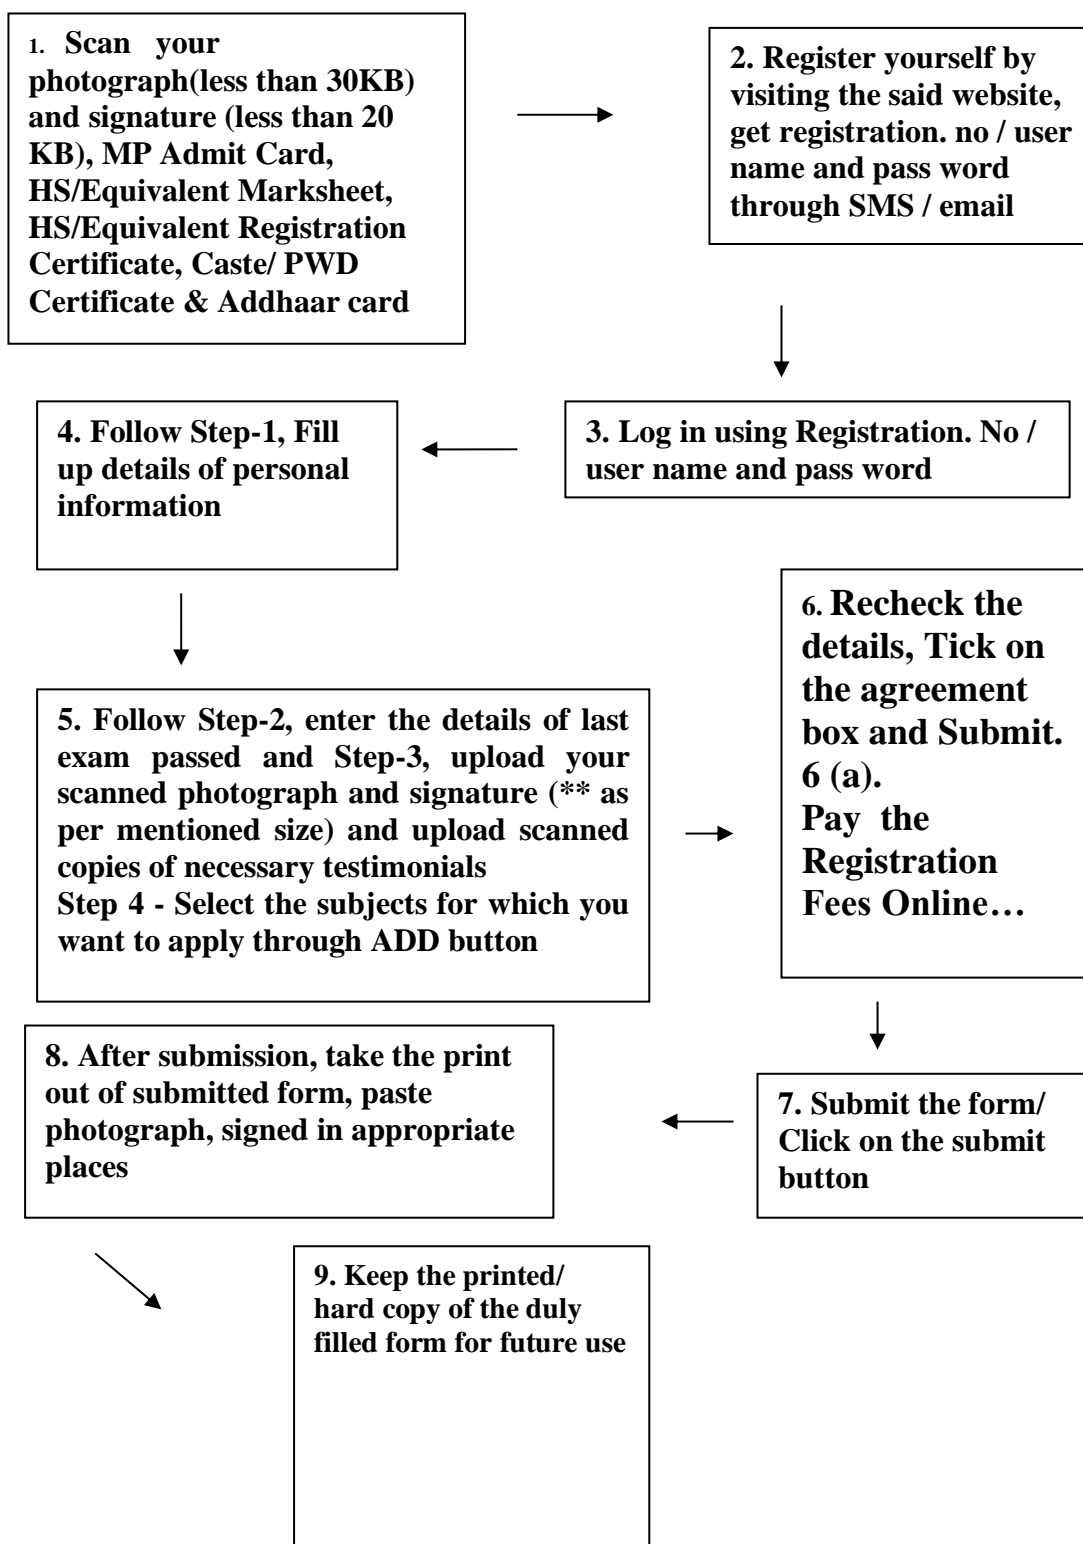 1. Scan your
photograph(less than 30KB)
and signature (less than 20
KB), MP Admit Card,
HS/Equivalent Marksheet,
HS/Equivalent Registration
Certificate, Caste/ PWD
Certificate & Addhaar card
2. Register yourself by
visiting the said website,
get registration. no / user
name and pass word
through SMS / email
3. Log in using Registration. No /
user name and pass word
4. Follow Step-1, Fill
up details of personal
information
5. Follow Step-2, enter the details of last
exam passed and Step-3, upload your
scanned photograph and signature (** as
per mentioned size) and upload scanned
copies of necessary testimonials
Step 4 - Select the subjects for which you
want to apply through ADD button
6. Recheck the
details, Tick on
the agreement
box and Submit.
6 (a).
Pay the
Registration
Fees Online…
7. Submit the form/
Click on the submit
button
8. After submission, take the print
out of submitted form, paste
photograph, signed in appropriate
places
9. Keep the printed/
hard copy of the duly
filled form for future use